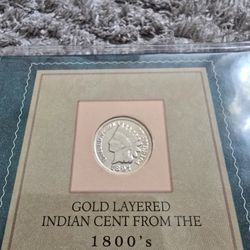 GOLD LAYERED
INDIAN CENT FROM THE
1800's